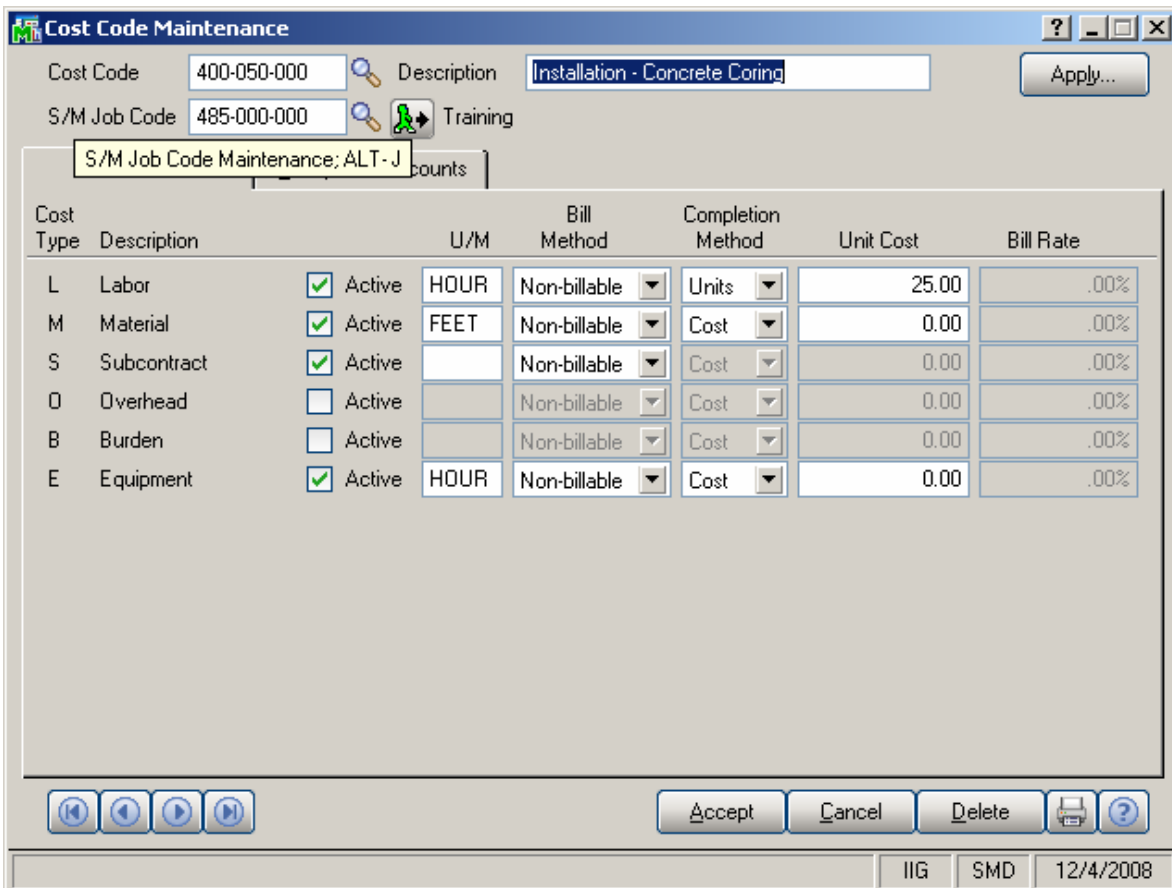 Cost Code Maintenance
Cost Code 400-050-000 Description Installation - Concrete Coring Apply...
S/M Job Code 485-000-000 Training
S/M Job Code Maintenance; ALT-J counts
Cost Type Description U/M Bill Method Completion Method Unit Cost Bill Rate
L Labor Active HOUR Non-billable Units 25.00 .00%
M Material Active FEET Non-billable Cost 0.00 .00%
S Subcontract Active Non-billable Cost 0.00 .00%
O Overhead Active Non-billable Cost 0.00 .00%
B Burden Active Non-billable Cost 0.00 .00%
E Equipment Active HOUR Non-billable Cost 0.00 .00%
Accept Cancel Delete
IIG SMD 12/4/2008